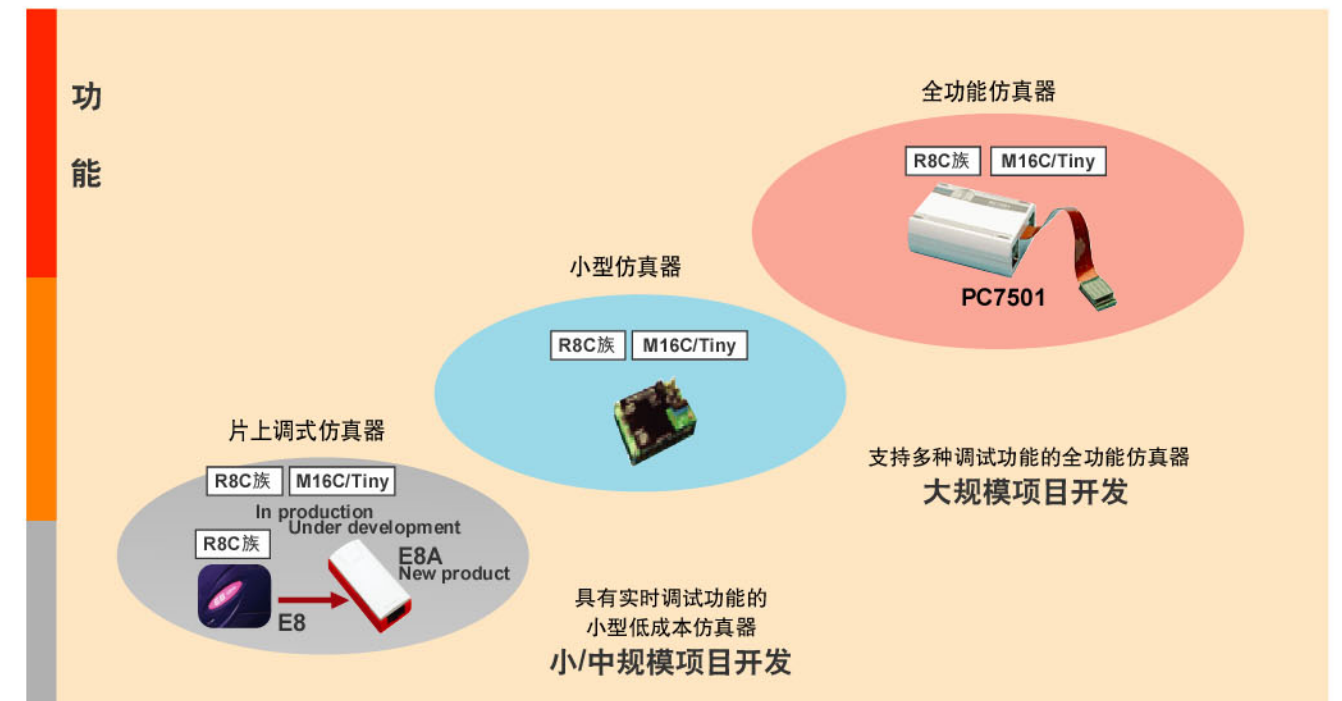 功
能
全功能仿真器
R8C族 M16C/Tiny
PC7501
小型仿真器
R8C族 M16C/Tiny
片上调式仿真器
R8C族 M16C/Tiny
In production
Under development
R8C族
E8A
New product
E8
支持多种调试功能的全功能仿真器
大规模项目开发
具有实时调试功能的
小型低成本仿真器
小/中规模项目开发